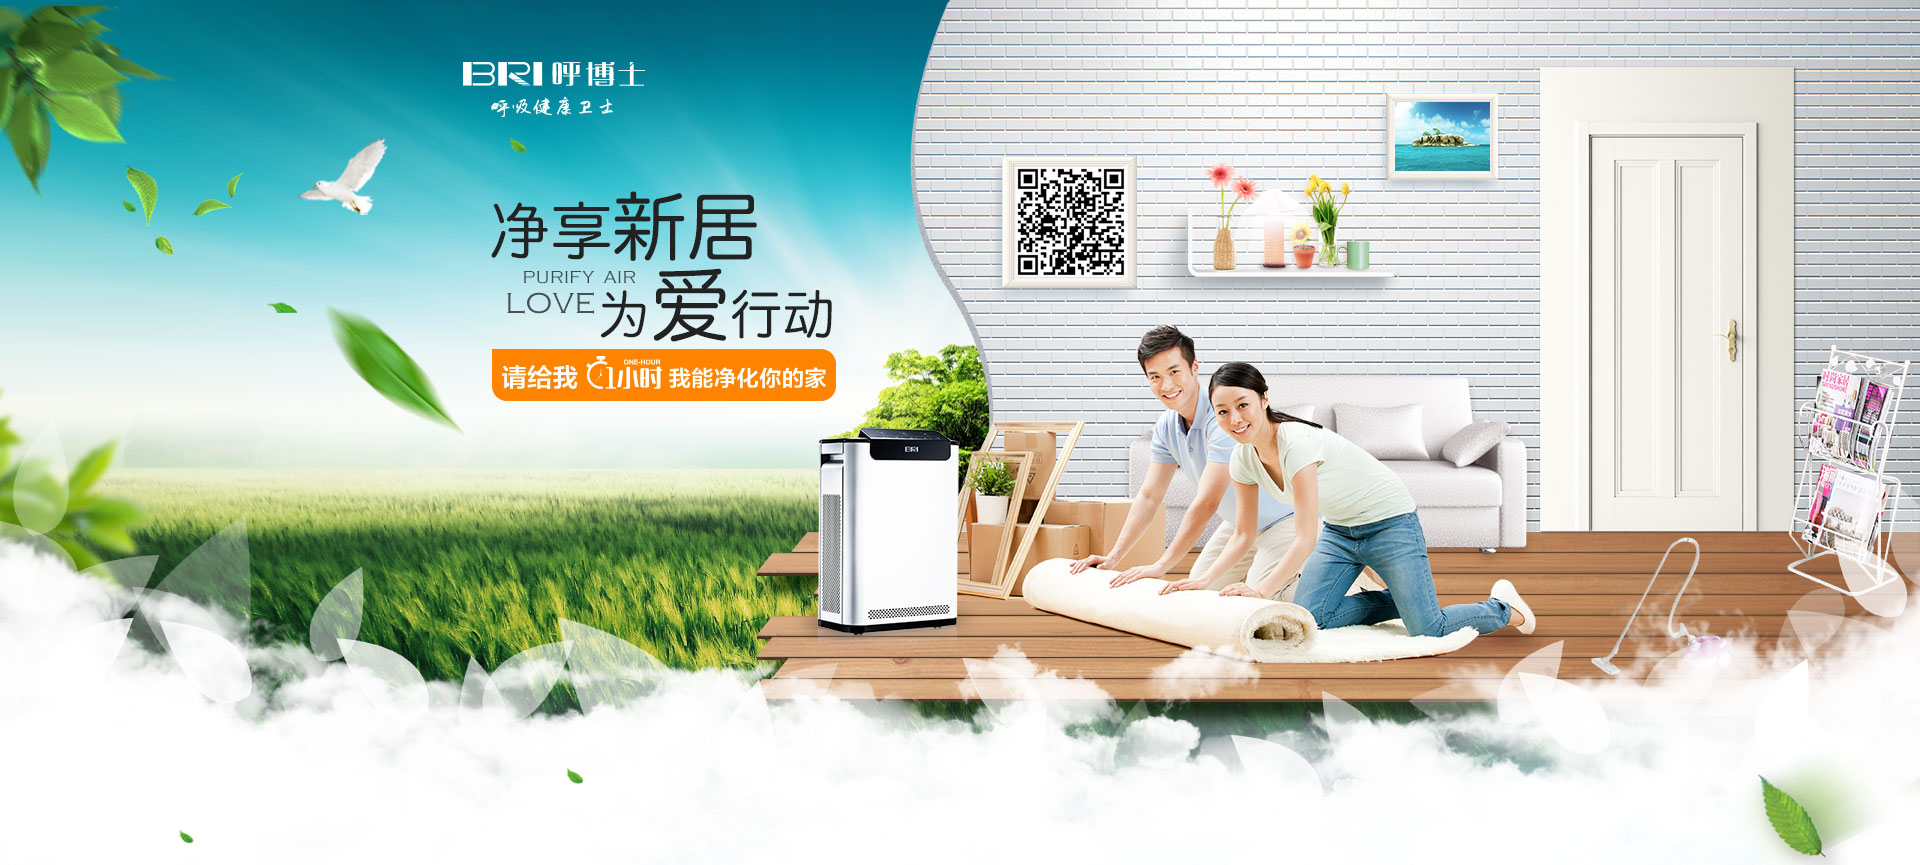 BRI 呼博士
呼吸健康卫士
净享新居
PURIFY AIR
LOVE 为爱行动
ONE-HOUR
请给我 1小时 我能净化你的家
BRI